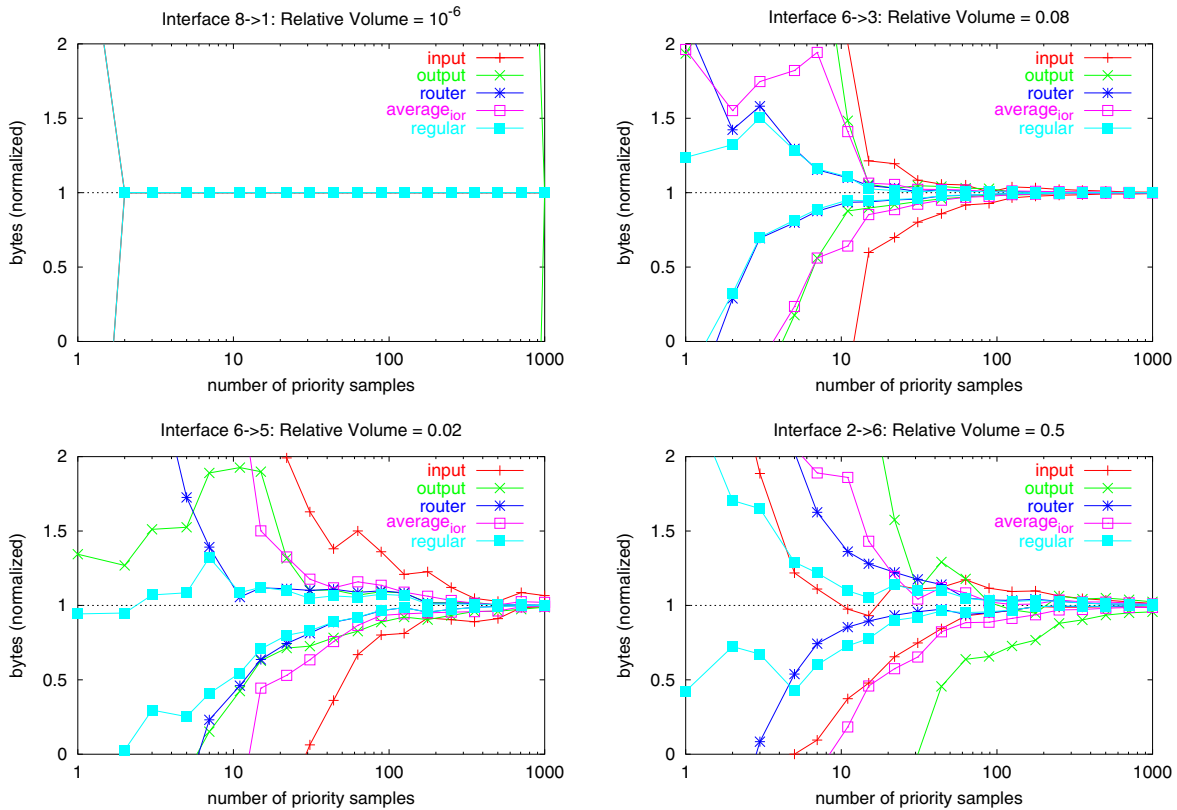 Interface 8->1: Relative Volume = 10^-6
bytes (normalized)
2
1.5
1
0.5
0
input
output
router
average_ior
regular
1 10 100 1000
number of priority samples
Interface 6->3: Relative Volume = 0.08
bytes (normalized)
2
1.5
1
0.5
0
input
output
router
average_ior
regular
1 10 100 1000
number of priority samples
Interface 6->5: Relative Volume = 0.02
bytes (normalized)
2
1.5
1
0.5
0
input
output
router
average_ior
regular
1 10 100 1000
number of priority samples
Interface 2->6: Relative Volume = 0.5
bytes (normalized)
2
1.5
1
0.5
0
input
output
router
average_ior
regular
1 10 100 1000
number of priority samples